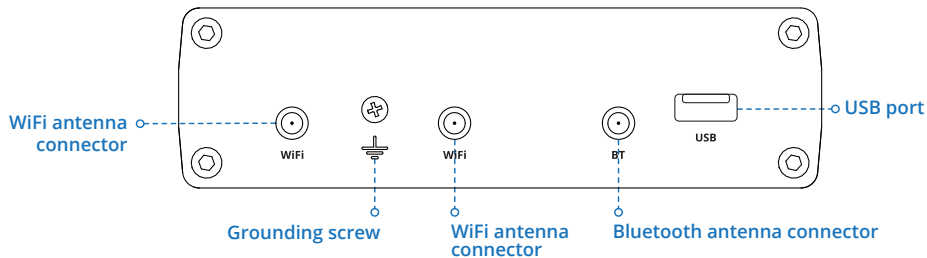 WiFi antenna
connector
USB port
WiFi
WiFi
BT
USB
Grounding screw
WiFi antenna
connector
Bluetooth antenna connector